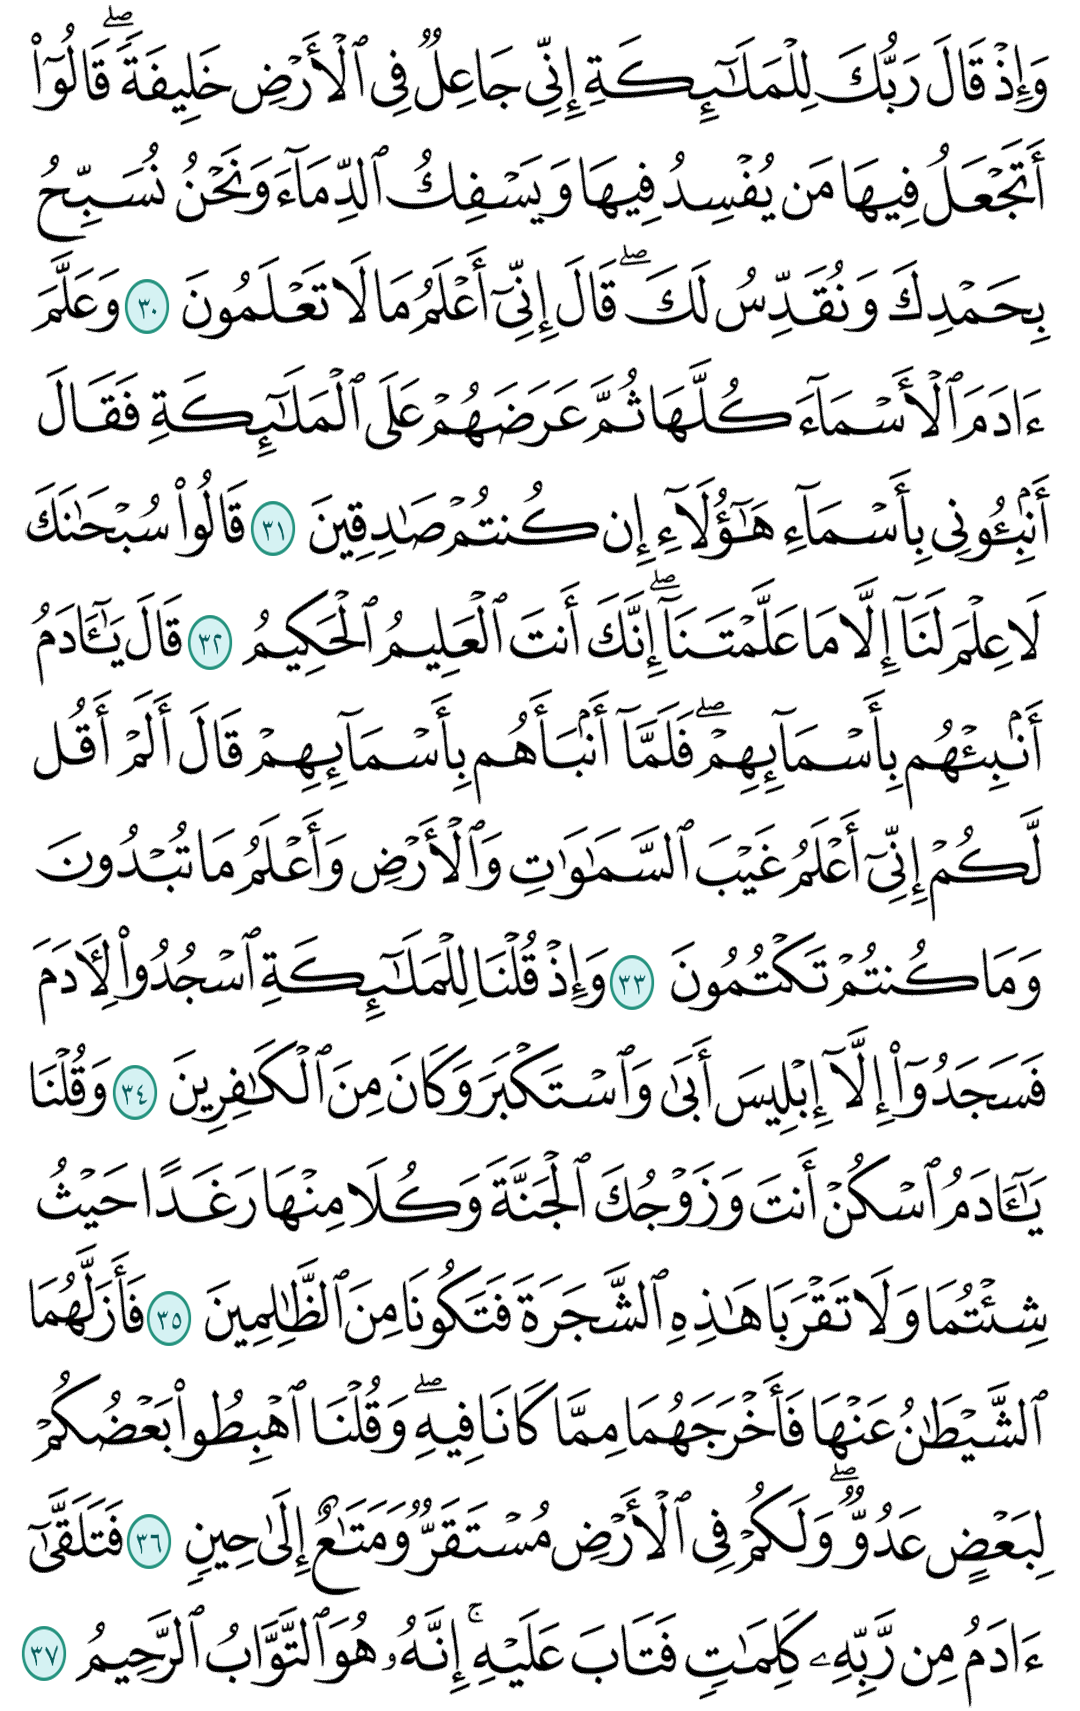 وَإِذْ قَالَ رَبُّكَ لِلْمَلَـٰٓئِكَةِ إِنِّى جَاعِلٌ فِى ٱلْأَرْضِ خَلِيفَةً ۖ قَالُوٓا۟
أَتَجْعَلُ فِيهَا مَن يُفْسِدُ فِيهَا وَيَسْفِكُ ٱلدِّمَآءَ وَنَحْنُ نُسَبِّحُ
بِحَمْدِكَ وَنُقَدِّسُ لَكَ ۖ قَالَ إِنِّىٓ أَعْلَمُ مَا لَا تَعْلَمُونَ ٣٠ وَعَلَّمَ
ءَادَمَ ٱلْأَسْمَآءَ كُلَّهَا ثُمَّ عَرَضَهُمْ عَلَى ٱلْمَلَـٰٓئِكَةِ فَقَالَ
أَنۢبِـُٔونِى بِأَسْمَآءِ هَـٰٓؤُلَآءِ إِن كُنتُمْ صَـٰدِقِينَ ٣١ قَالُوا۟ سُبْحَـٰنَكَ
لَا عِلْمَ لَنَآ إِلَّا مَا عَلَّمْتَنَآ ۖ إِنَّكَ أَنتَ ٱلْعَلِيمُ ٱلْحَكِيمُ ٣٢ قَالَ يَـٰٓـَٔادَمُ
أَنۢبِئْهُم بِأَسْمَآئِهِمْ ۖ فَلَمَّآ أَنۢبَأَهُم بِأَسْمَآئِهِمْ قَالَ أَلَمْ أَقُل
لَّكُمْ إِنِّىٓ أَعْلَمُ غَيْبَ ٱلسَّمَـٰوَٰتِ وَٱلْأَرْضِ وَأَعْلَمُ مَا تُبْدُونَ
وَمَا كُنتُمْ تَكْتُمُونَ ٣٣ وَإِذْ قُلْنَا لِلْمَلَـٰٓئِكَةِ ٱسْجُدُوا۟ لِـَٔادَمَ
فَسَجَدُوٓا۟ إِلَّآ إِبْلِيسَ أَبَىٰ وَٱسْتَكْبَرَ وَكَانَ مِنَ ٱلْكَـٰفِرِينَ ٣٤ وَقُلْنَا
يَـٰٓـَٔادَمُ ٱسْكُنْ أَنتَ وَزَوْجُكَ ٱلْجَنَّةَ وَكُلَا مِنْهَا رَغَدًا حَيْثُ
شِئْتُمَا وَلَا تَقْرَبَا هَـٰذِهِ ٱلشَّجَرَةَ فَتَكُونَا مِنَ ٱلظَّـٰلِمِينَ ٣٥ فَأَزَلَّهُمَا
ٱلشَّيْطَـٰنُ عَنْهَا فَأَخْرَجَهُمَا مِمَّا كَانَا فِيهِ ۖ وَقُلْنَا ٱهْبِطُوا۟ بَعْضُكُمْ
لِبَعْضٍ عَدُوٌّ ۖ وَلَكُمْ فِى ٱلْأَرْضِ مُسْتَقَرٌّ وَمَتَـٰعٌ إِلَىٰ حِينٍ ٣٦ فَتَلَقَّىٰٓ
ءَادَمُ مِن رَّبِّهِۦ كَلِمَـٰتٍ فَتَابَ عَلَيْهِ ۚ إِنَّهُۥ هُوَ ٱلتَّوَّابُ ٱلرَّحِيمُ ٣٧